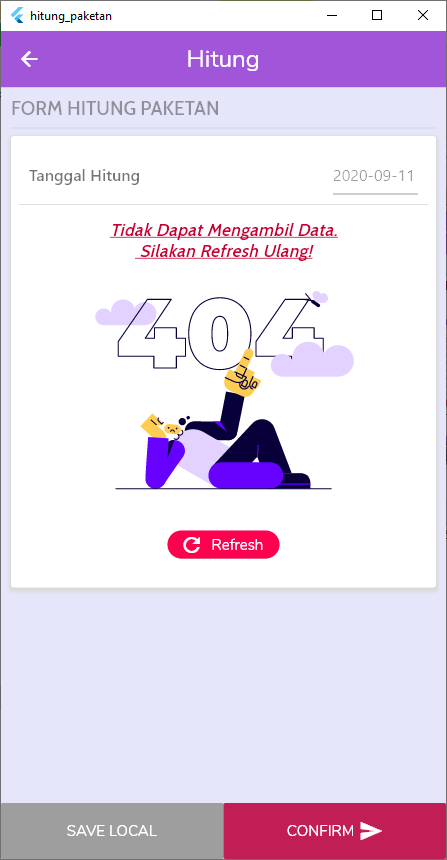 hitung_paketan
Hitung
FORM HITUNG PAKETAN
Tanggal Hitung
2020-09-11
Tidak Dapat Mengambil Data.
Silakan Refresh Ulang!
404
Refresh
SAVE LOCAL
CONFIRM